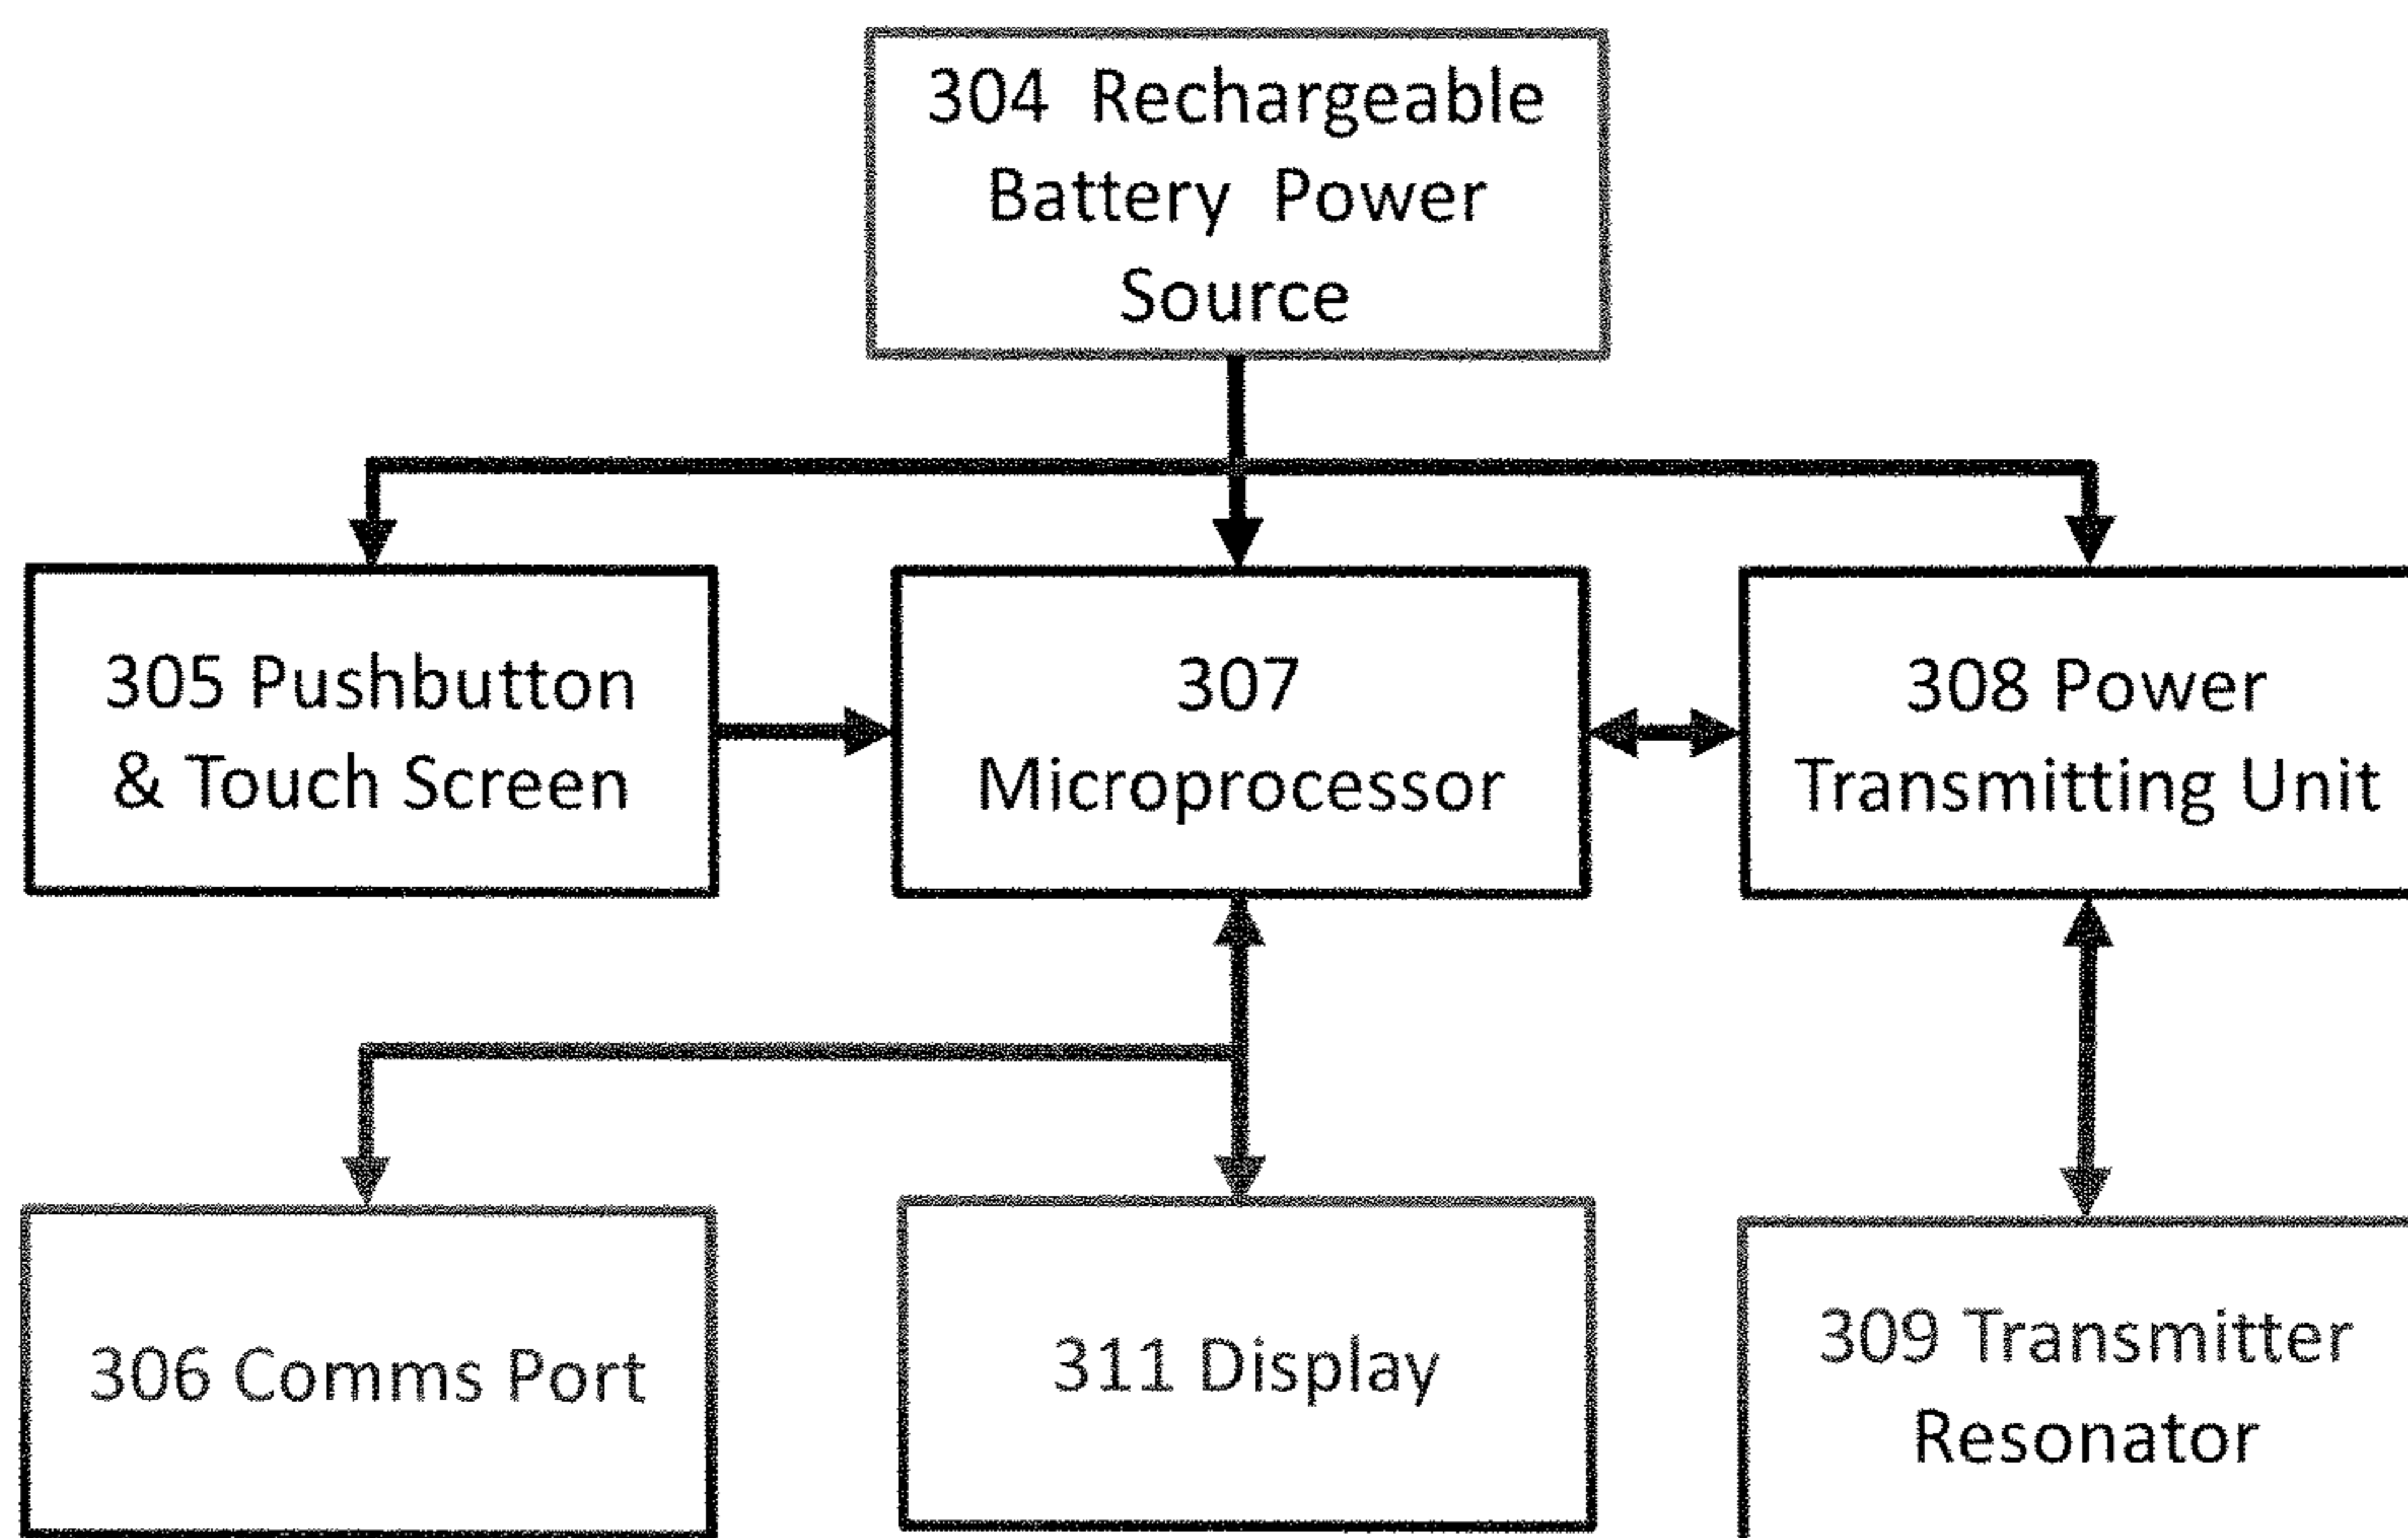 304 Rechargeable
Battery Power
Source
305 Pushbutton
& Touch Screen
307
Microprocessor
308 Power
Transmitting Unit
306 Comms Port
311 Display
309 Transmitter
Resonator